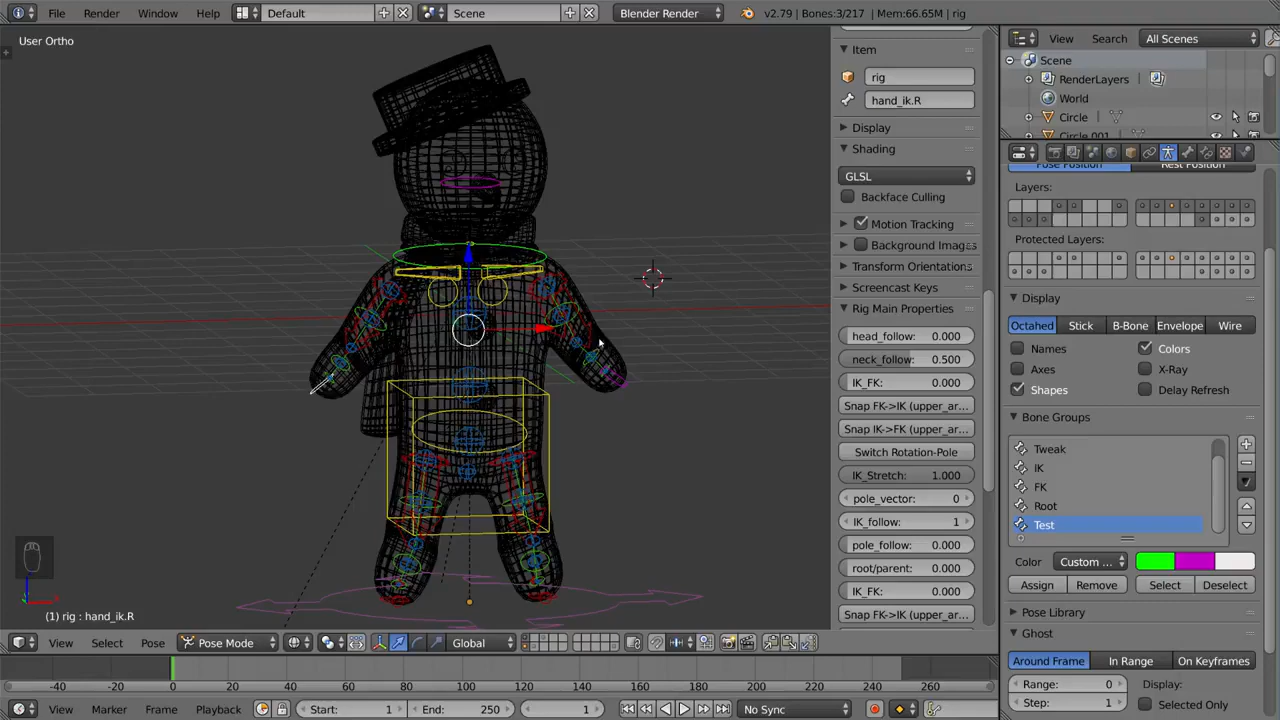 File Render Window Help Default Scene Blender Render v2.79 | Bones:3/217 | Mem:66.65M | rig
User Ortho
Item
rig
hand_ik.R
Display
Shading
GLSL
Backface Culling
Motion Tracking
Background Images
Transform Orientations
Screencast Keys
Rig Main Properties
head_follow: 0.000
neck_follow: 0.500
IK_FK: 0.000
Snap FK->IK (upper_ar...
Snap IK->FK (upper_ar...
Switch Rotation-Pole
IK_Stretch: 1.000
pole_vector: 0
IK_follow: 1
pole_follow: 0.000
root/parent: 0.000
IK_FK: 0.000
Snap FK->IK (upper_ar...
View Search All Scenes
Scene
RenderLayers
World
Circle
Circle.001
Pose Position Rest Position
Layers:
Protected Layers:
Display
Octahed Stick B-Bone Envelope Wire
Names Colors
Axes X-Ray
Shapes Delay Refresh
Bone Groups
Tweak
IK
FK
Root
Test
Color Custom ...
Assign Remove Select Deselect
Pose Library
Ghost
Around Frame In Range On Keyframes
Range: 0 Display:
Step: 1 Selected Only
(1) rig : hand_ik.R
View Select Pose Pose Mode Global
-40 -20 0 20 40 60 80 100 120 140 160 180 200 220 240 260
View Marker Frame Playback Start: 1 End: 250 1 No Sync